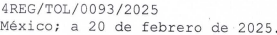 4REG/TOL/0093/2025
México; a 20 de febrero de 2025.